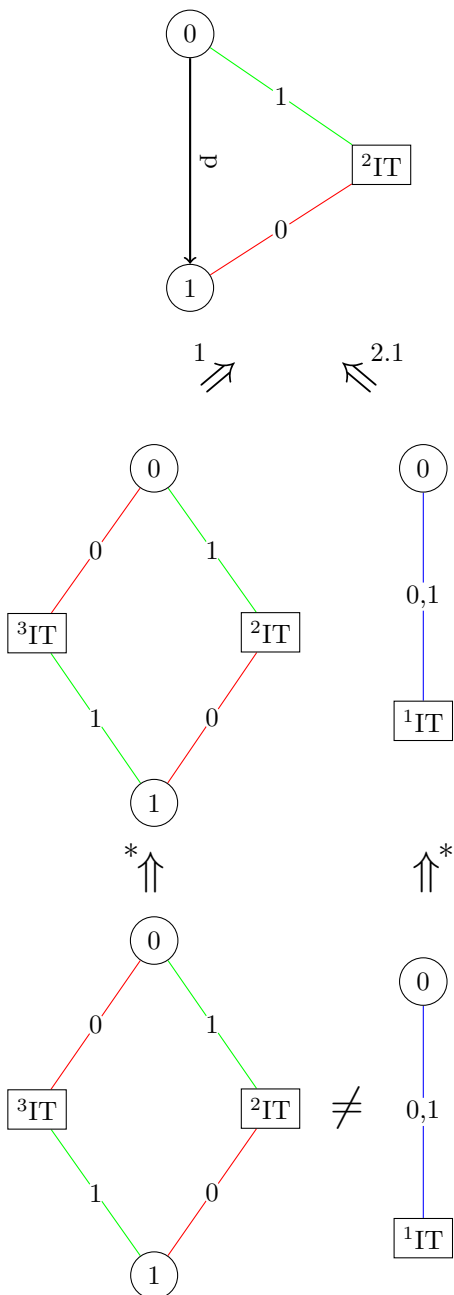 0
1
p
²IT
0
1
1 ⇗ ⇖ 2.1
0 0
0 1 0,1
³IT ²IT
1 0 ¹IT
1
* ⇑ ⇑ *
0 0
0 1
³IT ²IT ≠ 0,1
1 0
¹IT
1